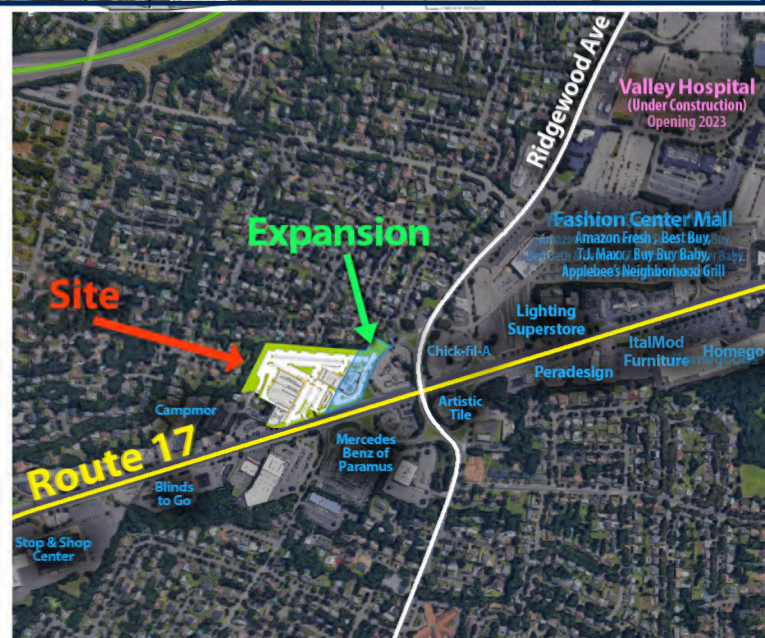 Ridgewood Ave
Valley Hospital
(Under Construction)
Opening 2023
Fashion Center Mall
Amazon Fresh , Best Buy,
T.J. Maxx, Buy Buy Baby,
Applebee's Neighborhood Grill
Expansion
Site
Lighting
Superstore
Chick-fil-A
ItalMod
Furniture
Homego
Peradesign
Artistic
Tile
Campmor
Mercedes
Benz of
Paramus
Route 17
Blinds
to Go
Stop & Shop
Center